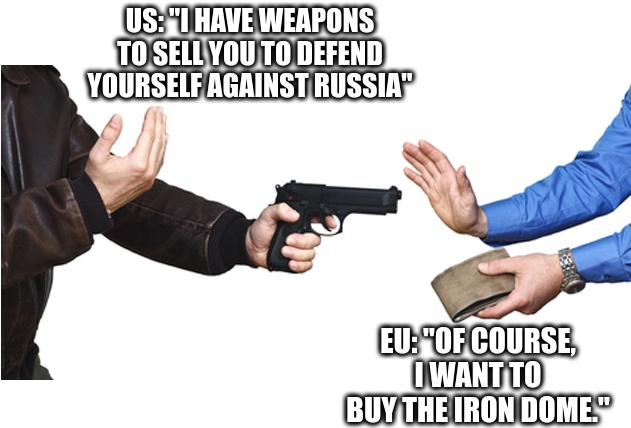 US: "I HAVE WEAPONS
TO SELL YOU TO DEFEND
YOURSELF AGAINST RUSSIA"
EU: "OF COURSE,
I WANT TO
BUY THE IRON DOME."